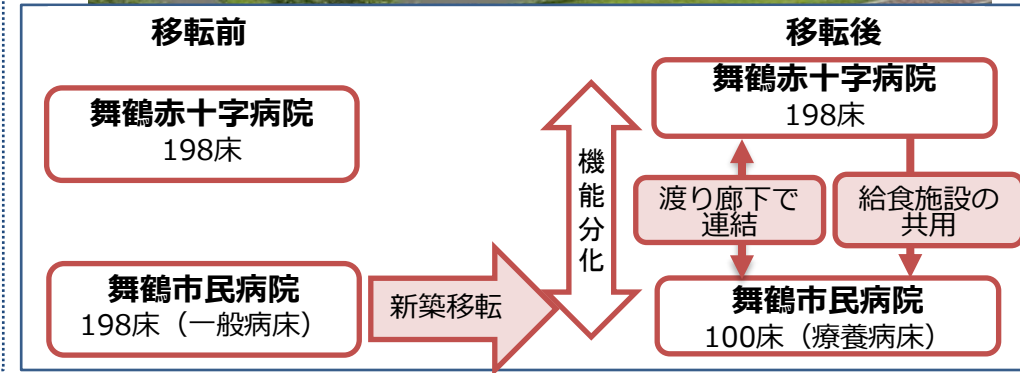 移転前
舞鶴赤十字病院
198床
舞鶴市民病院
198床（一般病床）
新築移転
機
能
分
化
移転後
舞鶴赤十字病院
198床
渡り廊下で
連結
給食施設の
共用
舞鶴市民病院
100床（療養病床）